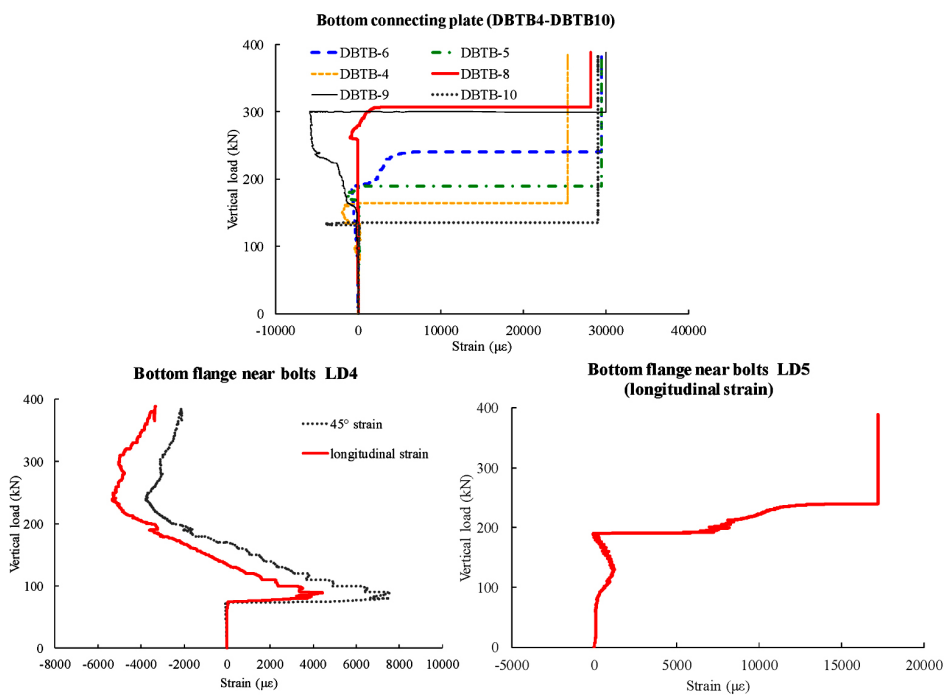 Bottom connecting plate (DBTB4-DBTB10)
400
300
200
100
0
Vertical load (kN)
DBTB-6 DBTB-5
DBTB-4 DBTB-8
DBTB-9 DBTB-10
-10000 0 10000 20000 30000 40000
Strain (με)
Bottom flange near bolts LD4
400
300
200
100
0
Vertical load (kN)
45° strain
longitudinal strain
-8000 -6000 -4000 -2000 0 2000 4000 6000 8000 10000
Strain (με)
Bottom flange near bolts LD5
(longitudinal strain)
400
300
200
100
0
Vertical load (kN)
-5000 0 5000 10000 15000 20000
Strain (με)